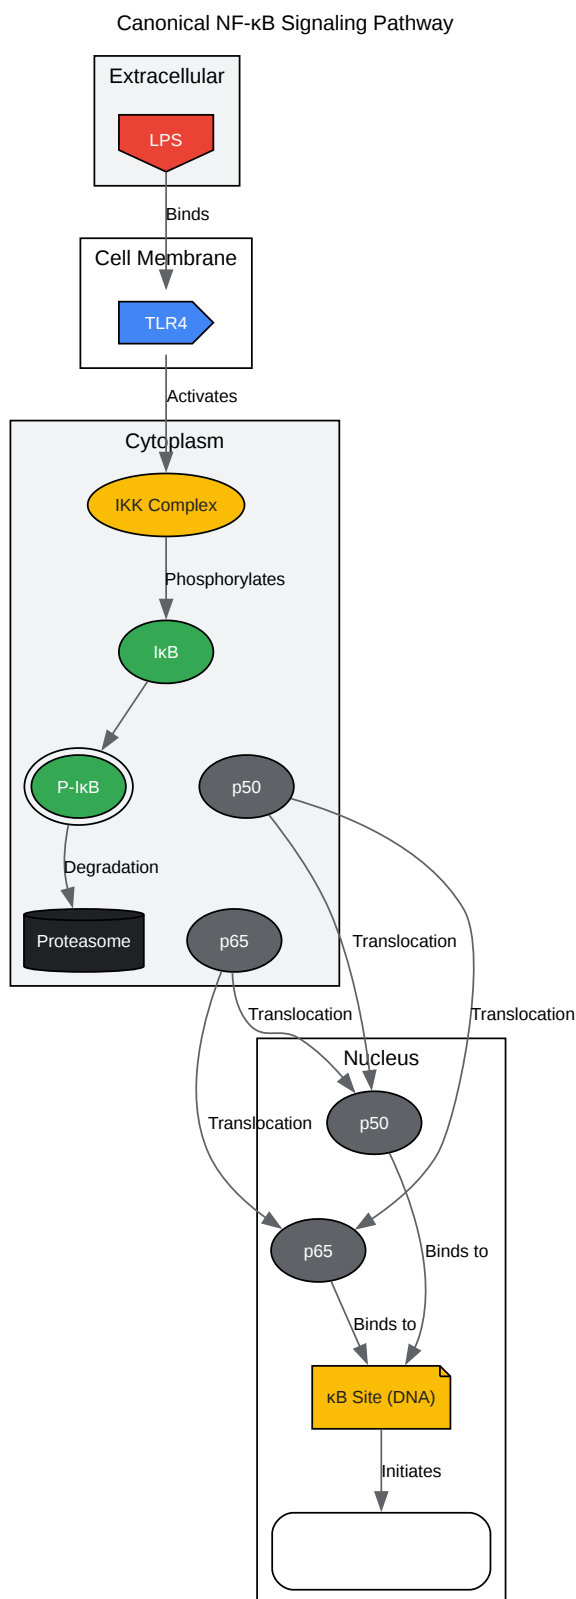 Canonical NF-κB Signaling Pathway
Extracellular
LPS
Binds
Cell Membrane
TLR4
Activates
Cytoplasm
IKK Complex
Phosphorylates
IκB
P-IκB
p50
Degradation
Proteasome
p65
Translocation
Translocation
Translocation
Nucleus
p50
Translocation
p65
Binds to
Binds to
κB Site (DNA)
Initiates